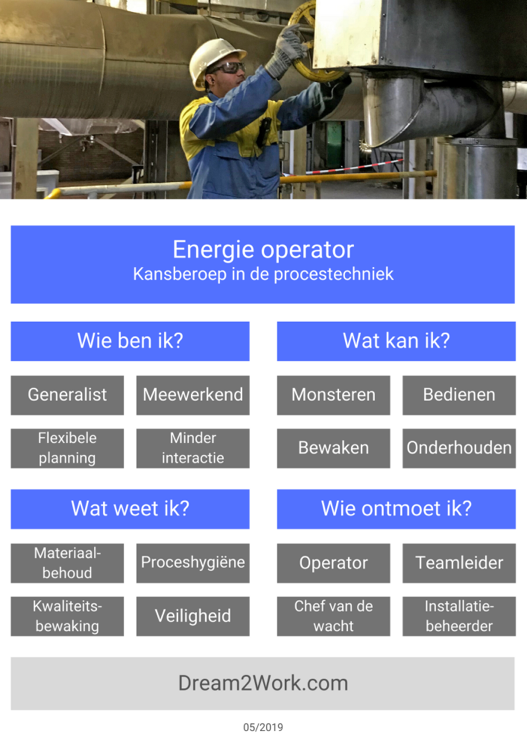 Energie operator
Kansberoep in de procestechniek
Wie ben ik?
Generalist
Meewerkend
Flexibele
planning
Minder
interactie
Wat kan ik?
Monsteren
Bedienen
Bewaken
Onderhouden
Wat weet ik?
Materiaal-
behoud
Proceshygiëne
Kwaliteits-
bewaking
Veiligheid
Wie ontmoet ik?
Operator
Teamleider
Chef van de
wacht
Installatie-
beheerder
Dream2Work.com
05/2019